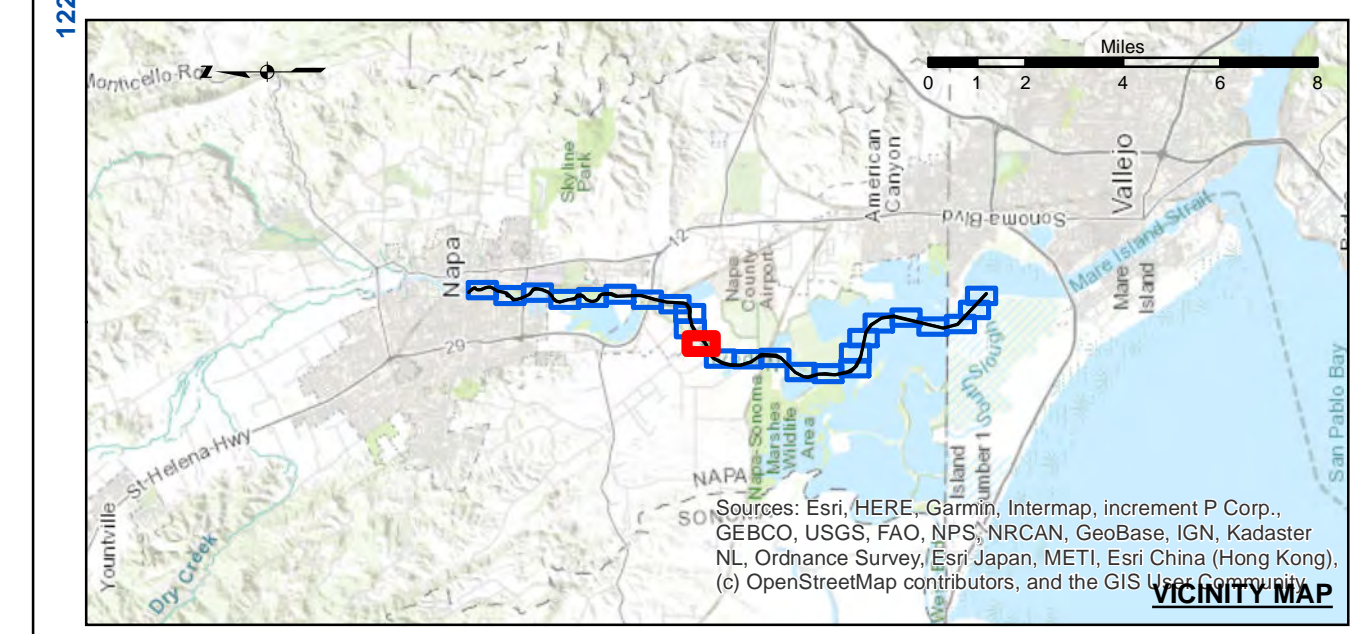 122
Miles
0 1 2 4 6 8
Monticello-Rd
Z
Skyline
Park
American
Canyon
Vallejo
Sonoma-Blvd
Mare Island Strait
Napa
12
Napa
County
Airport
Mare
Island
29
South Slough
San Pablo Bay
St-Helena-Hwy
Napa-Sonoma
Marshes
Wildlife
Area
Island
Number 1
NAPA
Yountville
Dry Creek
Sources: Esri, HERE, Garmin, Intermap, increment P Corp.,
GEBCO, USGS, FAO, NPS, NRCAN, GeoBase, IGN, Kadaster
NL, Ordnance Survey, Esri Japan, METI, Esri China (Hong Kong),
(c) OpenStreetMap contributors, and the GIS User Community
VICINITY MAP